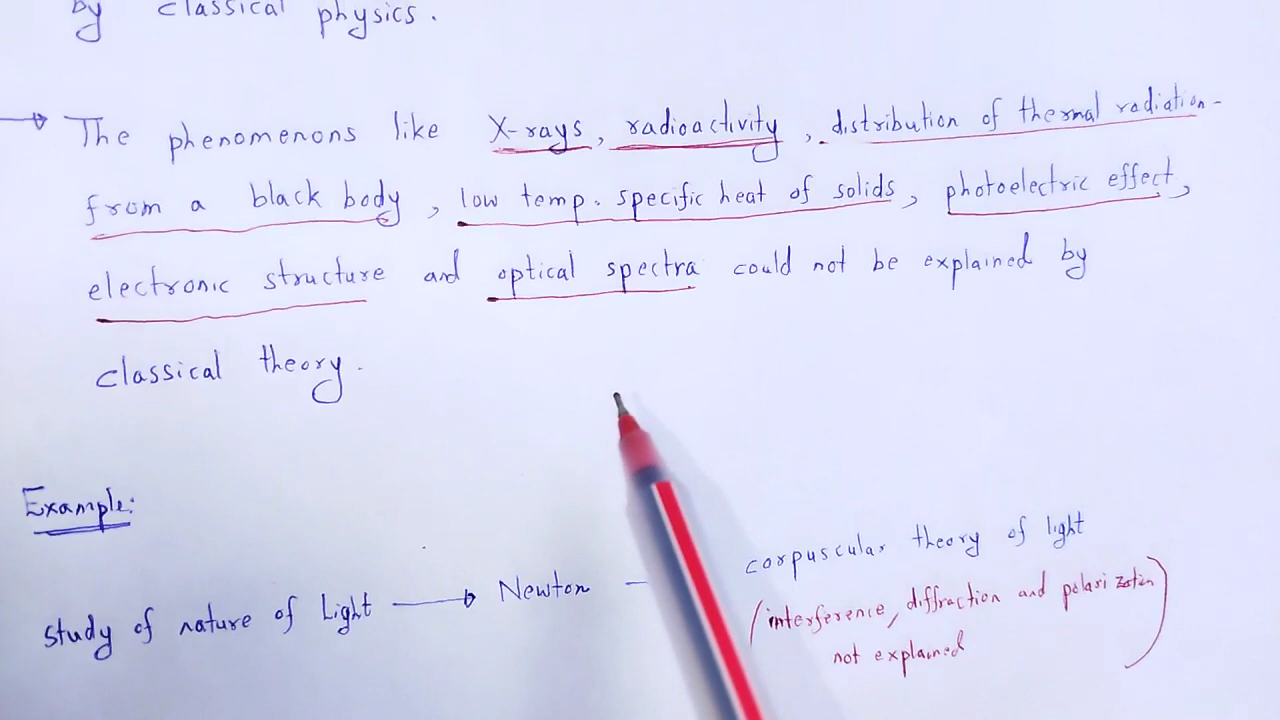 by classical physics.
The phenomenons like X-rays, radioactivity, distribution of thermal radiation-
from a black body, low temp. specific heat of solids, photoelectric effect,
electronic structure and optical spectra could not be explained by
classical theory.
Example:
study of nature of Light → Newton — corpuscular theory of light
(interference, diffraction and polarization
not explained)